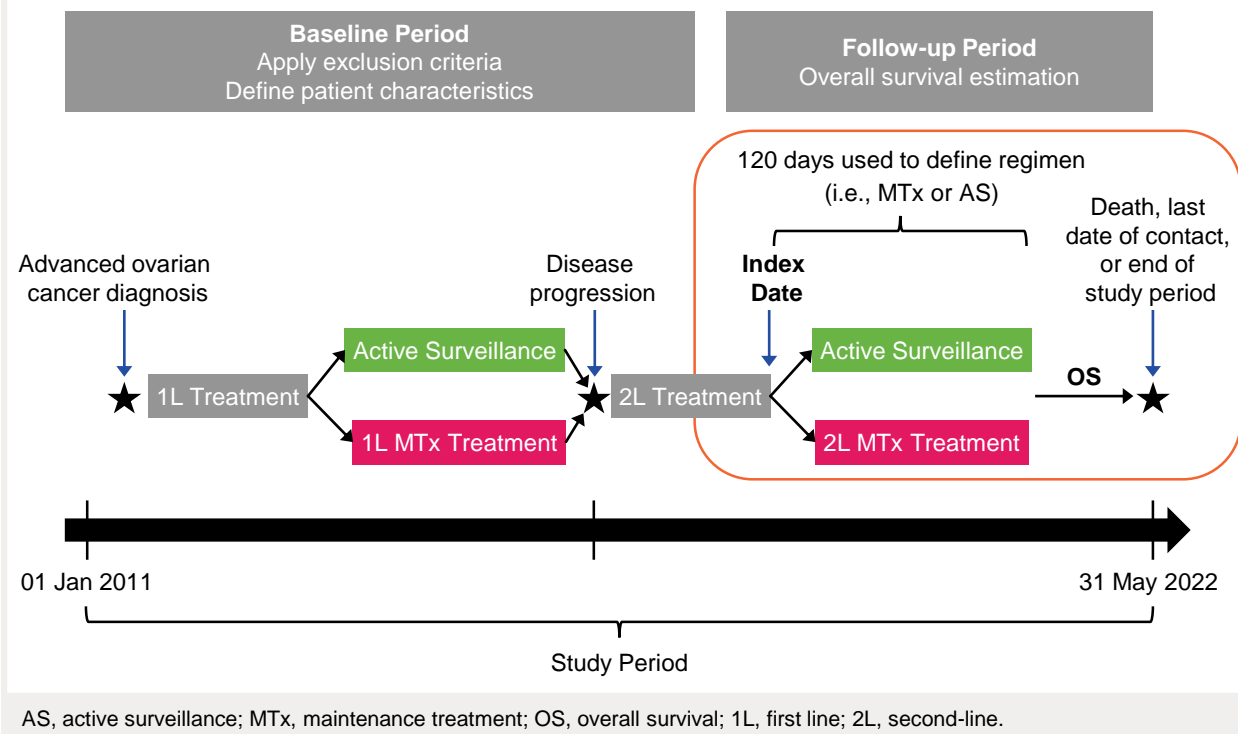 Baseline Period
Apply exclusion criteria
Define patient characteristics
Follow-up Period
Overall survival estimation
120 days used to define regimen
(i.e., MTx or AS)
Death, last
date of contact,
or end of
study period
Advanced ovarian
cancer diagnosis
Disease
progression
Index
Date
Active Surveillance
Active Surveillance
1L Treatment
2L Treatment
OS
1L MTx Treatment
2L MTx Treatment
01 Jan 2011
31 May 2022
Study Period
AS, active surveillance; MTx, maintenance treatment; OS, overall survival; 1L, first line; 2L, second-line.